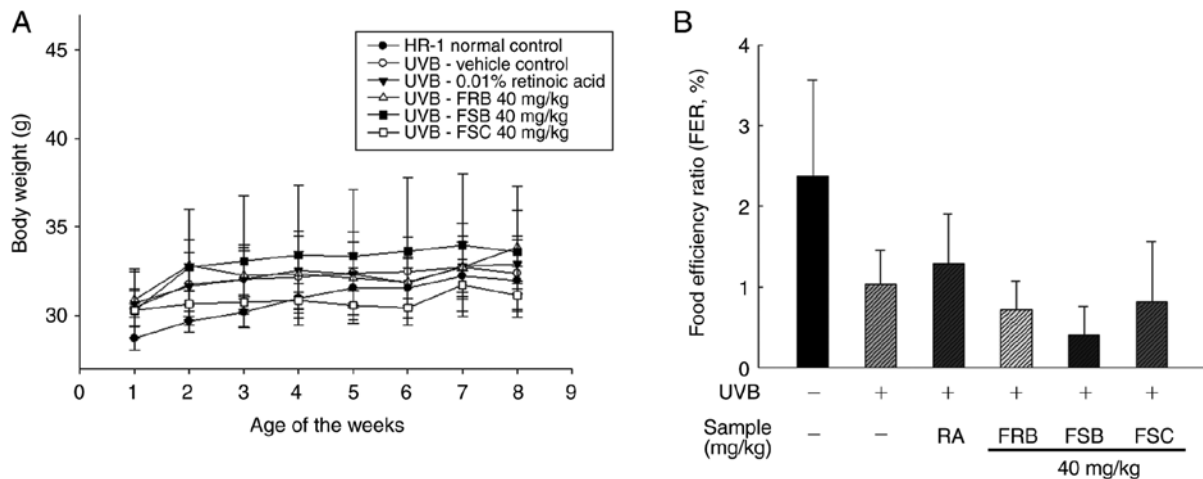 A
45
40
35
30
Body weight (g)
0 1 2 3 4 5 6 7 8 9
Age of the weeks
HR-1 normal control
UVB - vehicle control
UVB - 0.01% retinoic acid
UVB - FRB 40 mg/kg
UVB - FSB 40 mg/kg
UVB - FSC 40 mg/kg
B
4
3
2
1
0
Food efficiency ratio (FER, %)
UVB − + + + + +
Sample − − RA FRB FSB FSC
(mg/kg)
40 mg/kg